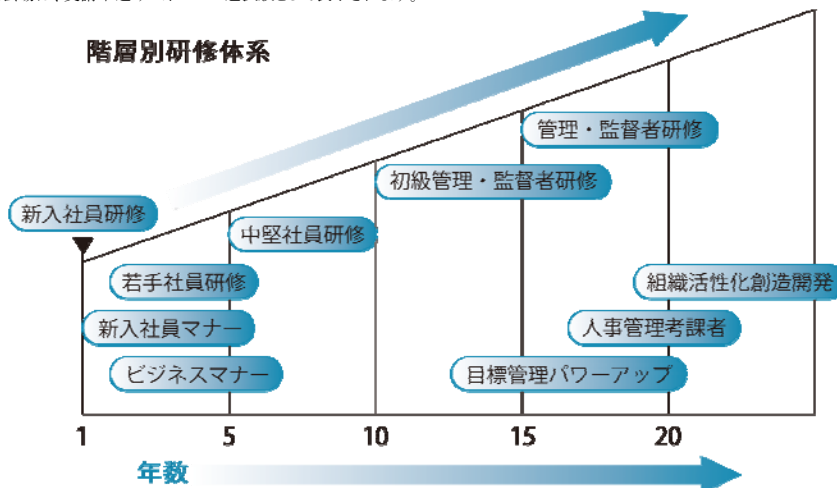 階層別研修体系
管理・監督者研修
初級管理・監督者研修
新入社員研修
中堅社員研修
若手社員研修
組織活性化創造開発
新入社員マナー
人事管理考課者
ビジネスマナー
目標管理パワーアップ
1 5 10 15 20
年数